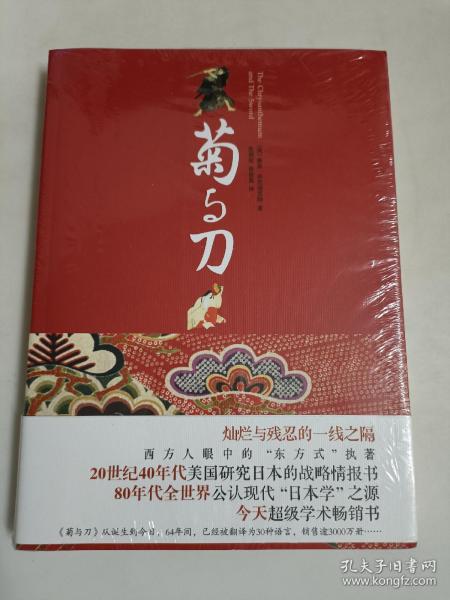 The Chrysanthemum
and The Sword
菊与刀
灿烂与残忍的一线之隔
西方人眼中的“东方式”执著
20世纪40年代美国研究日本的战略情报书
80年代全世界公认现代“日本学”之源
今天超级学术畅销书
《菊与刀》从诞生到今日，64年间，已经被翻译为30种语言，销售逾3000万册……
孔夫子旧书网